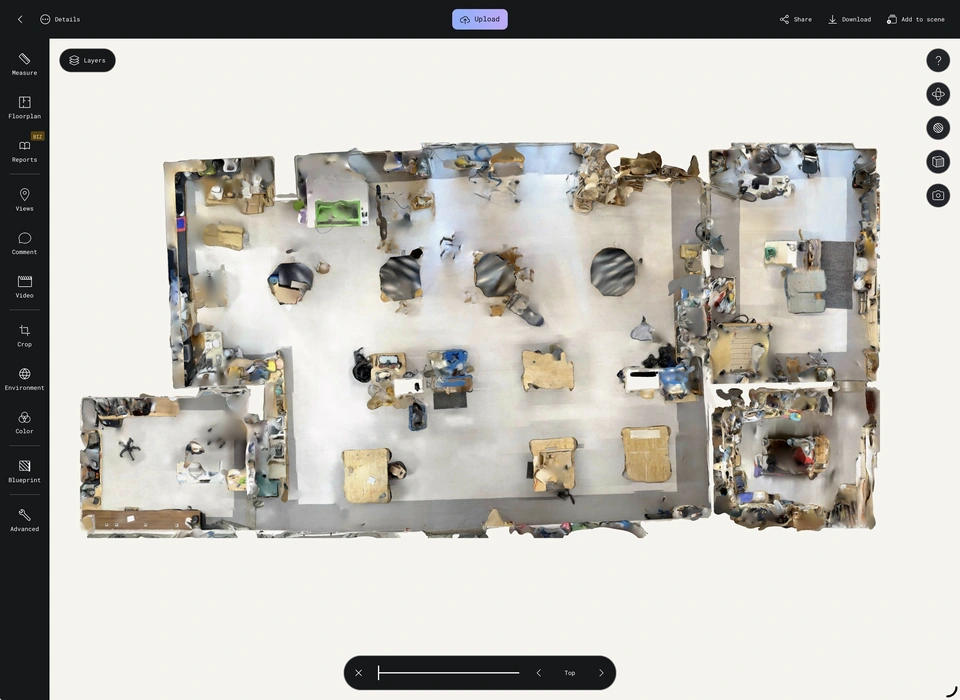 Details
Upload
Share
Download
Add to scene
Measure
Layers
?
Floorplan
BIZ
Reports
Views
Comment
Video
Crop
Environment
Color
Blueprint
Advanced
Top